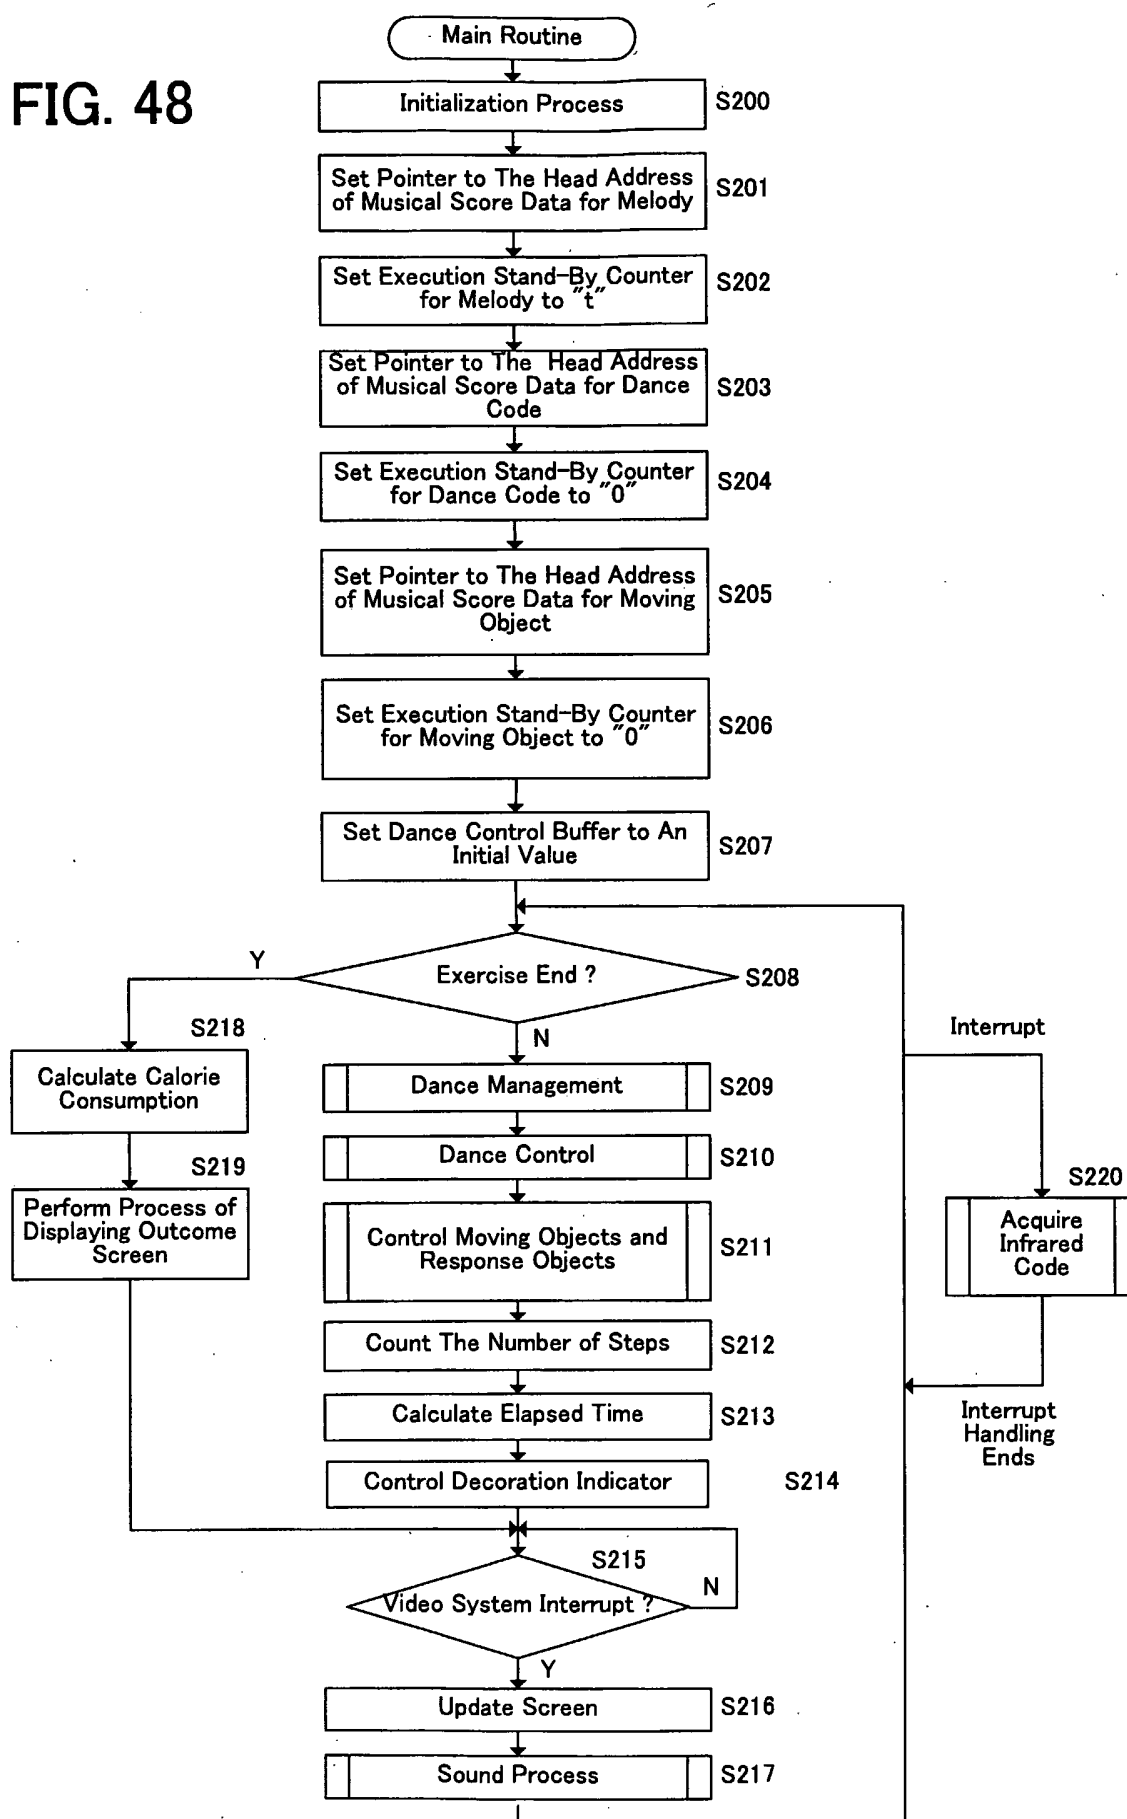 Main Routine
FIG. 48
Initialization Process
S200
Set Pointer to The Head Address
of Musical Score Data for Melody
S201
Set Execution Stand-By Counter
for Melody to "t"
S202
Set Pointer to The Head Address
of Musical Score Data for Dance
Code
S203
Set Execution Stand-By Counter
for Dance Code to "0"
S204
Set Pointer to The Head Address
of Musical Score Data for Moving
Object
S205
Set Execution Stand-By Counter
for Moving Object to "0"
S206
Set Dance Control Buffer to An
Initial Value
S207
Y
Exercise End ?
S208
N
S218
Calculate Calorie
Consumption
S219
Perform Process of
Displaying Outcome
Screen
Dance Management
S209
Dance Control
S210
Control Moving Objects and
Response Objects
S211
Count The Number of Steps
S212
Calculate Elapsed Time
S213
Control Decoration Indicator
S214
Interrupt
S220
Acquire
Infrared
Code
Interrupt
Handling
Ends
S215
Video System Interrupt ?
N
Y
Update Screen
S216
Sound Process
S217